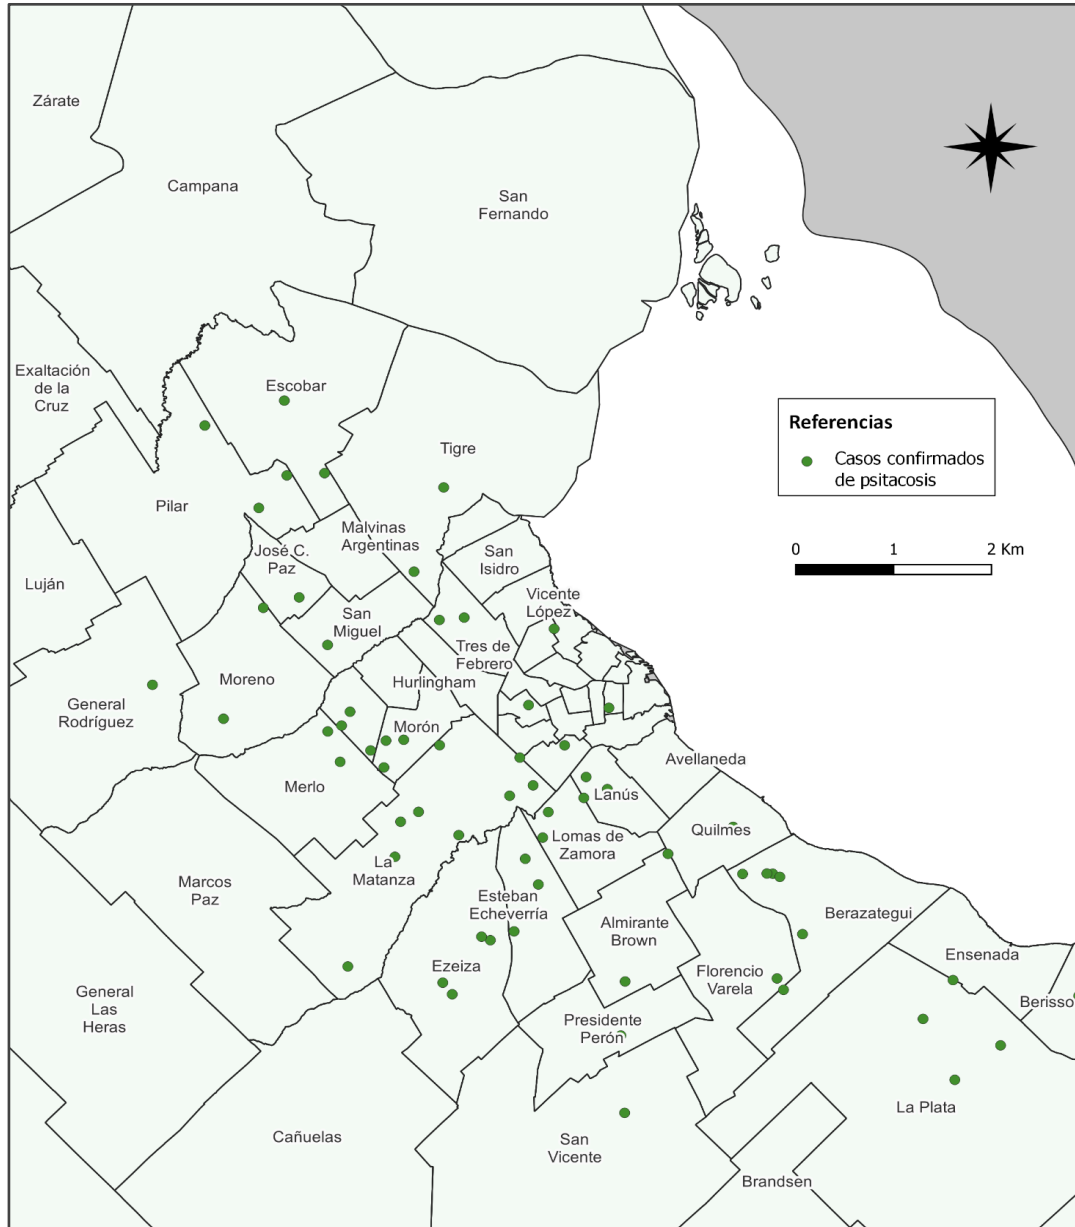 Zárate
Campana
San
Fernando
Exaltación
de la
Cruz
Escobar
Tigre
Referencias
Casos confirmados
de psitacosis
Pilar
Malvinas
Argentinas
José C.
Paz
San
Isidro
0 1 2 Km
Luján
Vicente
López
San
Miguel
Tres de
Febrero
Moreno
Hurlingham
General
Rodríguez
Morón
Avellaneda
Merlo
Lanús
Quilmes
Lomas de
Zamora
La
Matanza
Marcos
Paz
Esteban
Echeverría
Almirante
Brown
Berazategui
Ezeiza
Florencio
Varela
Ensenada
Berisso
General
Las
Heras
Presidente
Perón
La Plata
Cañuelas
San
Vicente
Brandsen